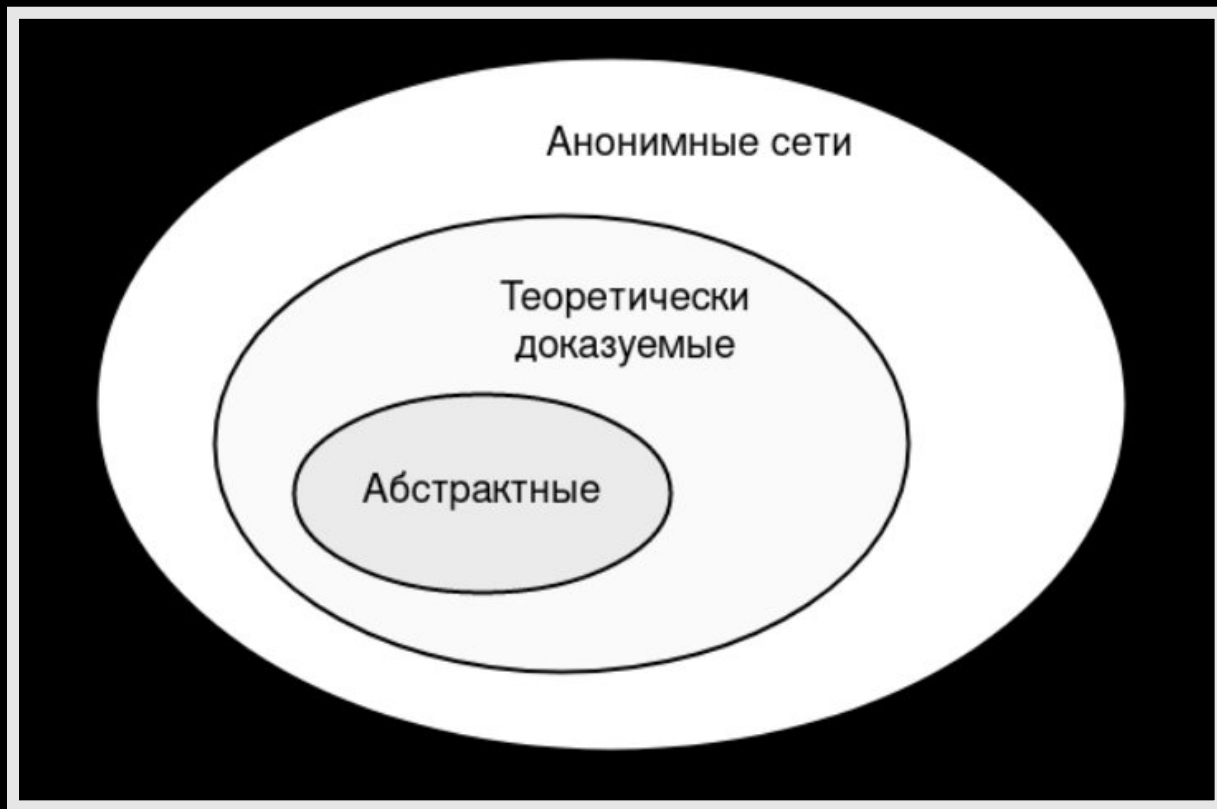 Анонимные сети
Теоретически
доказуемые
Абстрактные